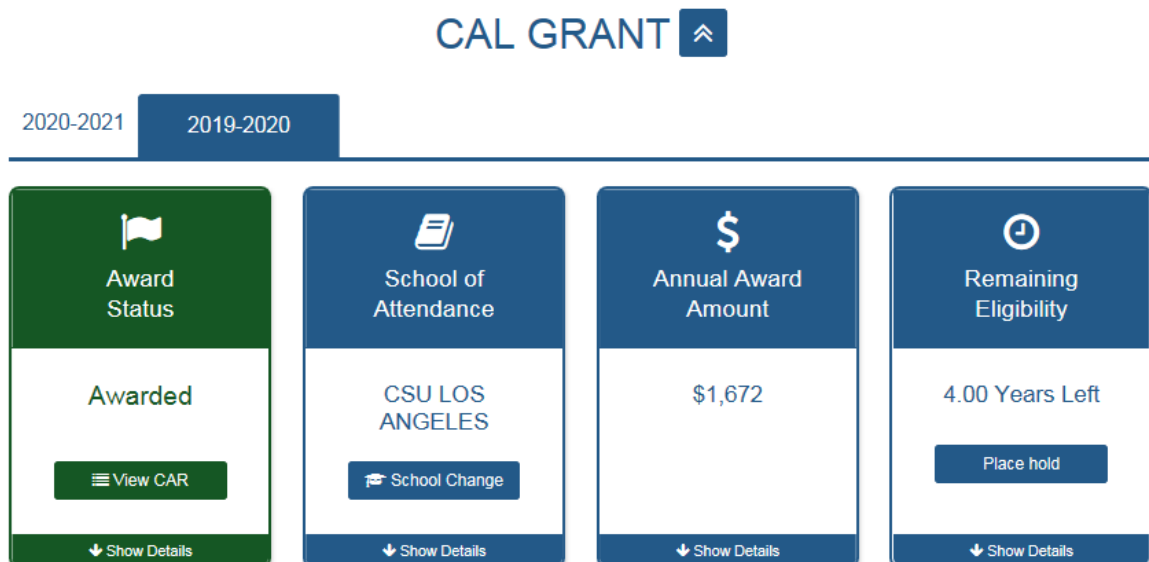 CAL GRANT
2020-2021
2019-2020
Award
Status
Awarded
View CAR
Show Details
School of
Attendance
CSU LOS
ANGELES
School Change
Show Details
$
Annual Award
Amount
$1,672
Show Details
Remaining
Eligibility
4.00 Years Left
Place hold
Show Details